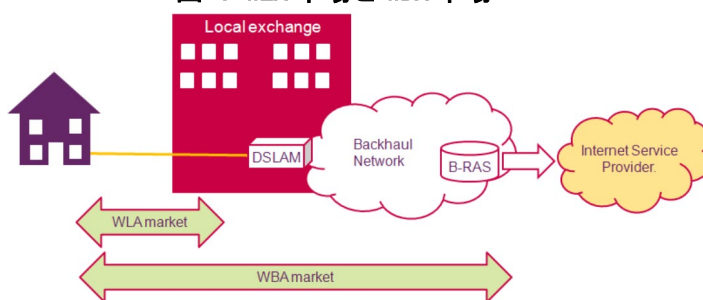 Local exchange
DSLAM
Backhaul
Network
B-RAS
Internet Service
Provider.
WLA market
WBA market